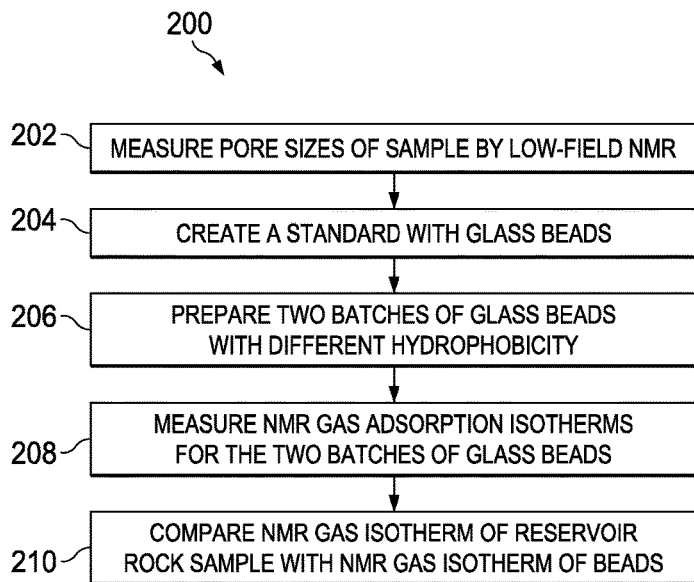 200
202
MEASURE PORE SIZES OF SAMPLE BY LOW-FIELD NMR
204
CREATE A STANDARD WITH GLASS BEADS
206
PREPARE TWO BATCHES OF GLASS BEADS
WITH DIFFERENT HYDROPHOBICITY
208
MEASURE NMR GAS ADSORPTION ISOTHERMS
FOR THE TWO BATCHES OF GLASS BEADS
210
COMPARE NMR GAS ISOTHERM OF RESERVOIR
ROCK SAMPLE WITH NMR GAS ISOTHERM OF BEADS